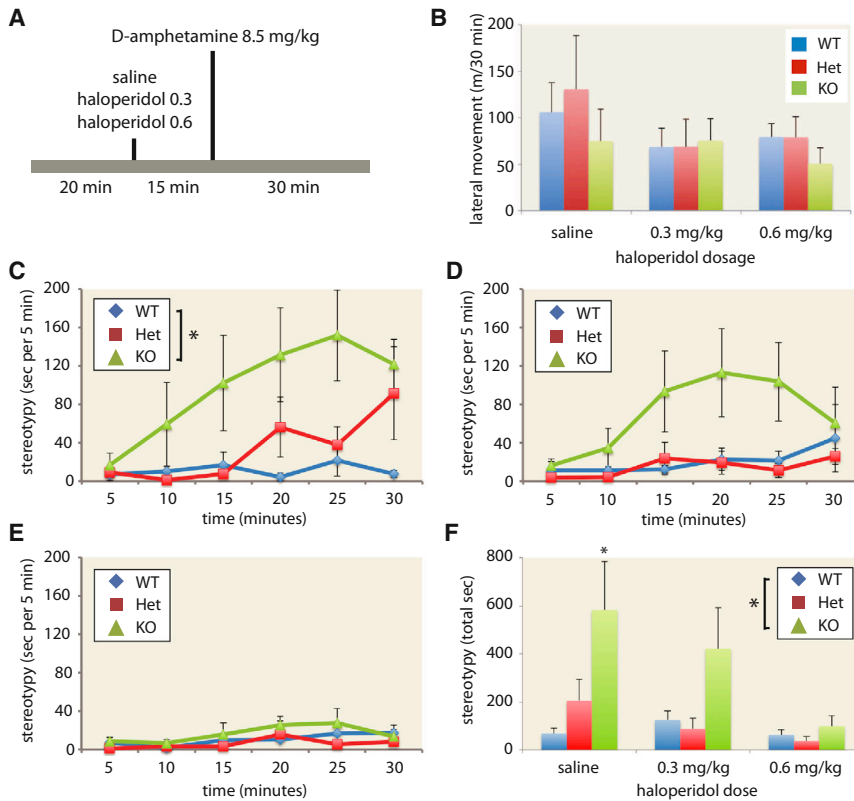 A
D-amphetamine 8.5 mg/kg
saline
haloperidol 0.3
haloperidol 0.6
20 min 15 min 30 min
B
lateral movement (m/30 min)
200
150
100
50
0
WT
Het
KO
saline 0.3 mg/kg 0.6 mg/kg
haloperidol dosage
C
stereotypy (sec per 5 min)
200
160
120
80
40
0
WT
Het
KO
*
5 10 15 20 25 30
time (minutes)
D
stereotypy (sec per 5 min)
200
160
120
80
40
0
WT
Het
KO
5 10 15 20 25 30
time (minutes)
E
stereotypy (sec per 5 min)
200
160
120
80
40
0
WT
Het
KO
5 10 15 20 25 30
time (minutes)
F
stereotypy (total sec)
800
600
400
200
0
*
*
WT
Het
KO
saline 0.3 mg/kg 0.6 mg/kg
haloperidol dose